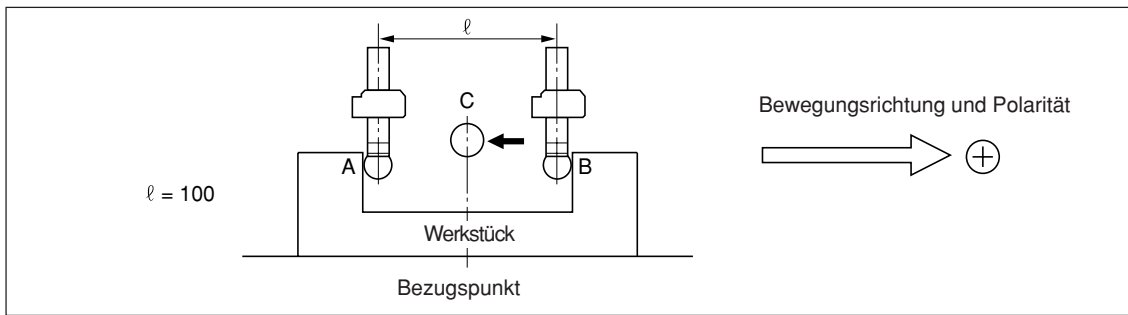 ℓ
C
Bewegungsrichtung und Polarität
A
B
ℓ = 100
Werkstück
Bezugspunkt